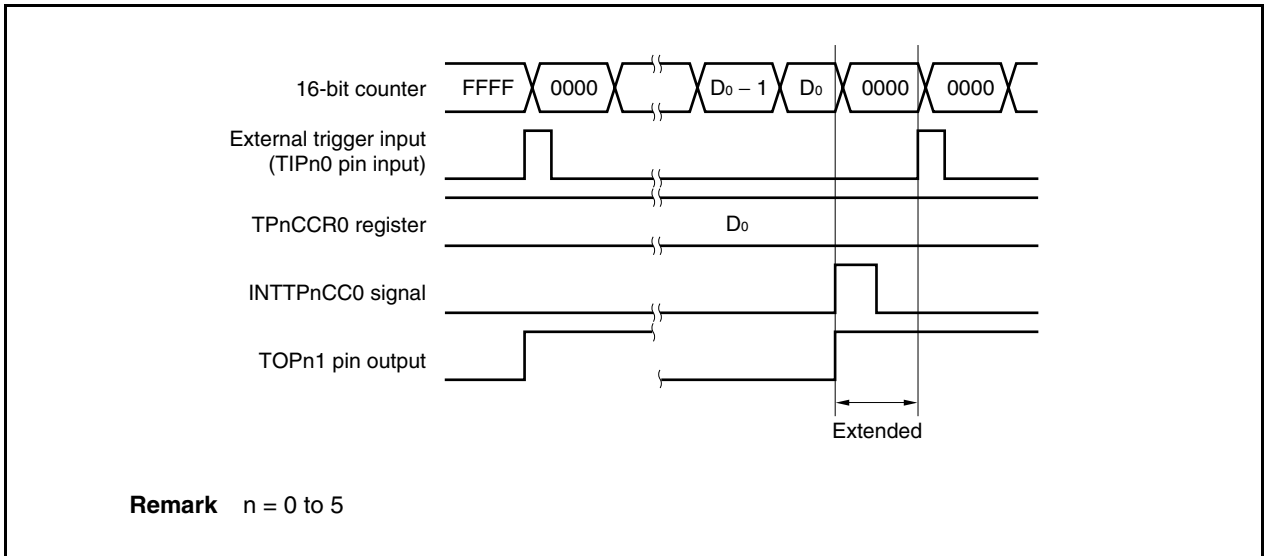 16-bit counter FFFF 0000 D0 – 1 D0 0000 0000
External trigger input
(TIPn0 pin input)
TPnCCR0 register D0
INTTPnCC0 signal
TOPn1 pin output
Extended
Remark n = 0 to 5